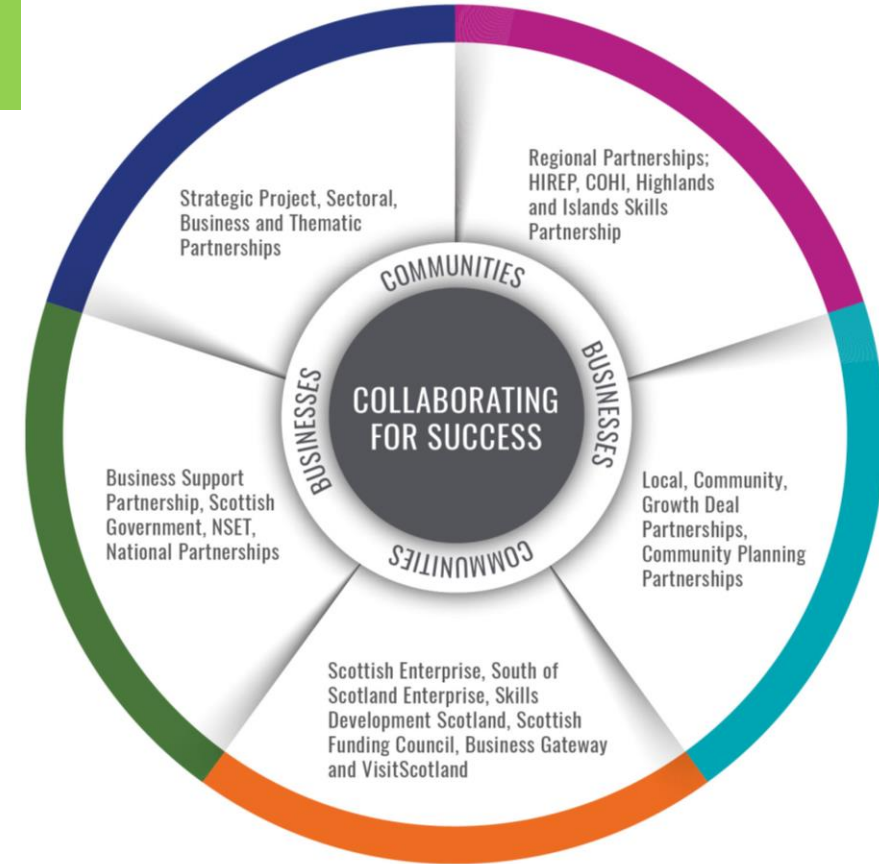 Strategic Project, Sectoral,
Business and Thematic
Partnerships
Regional Partnerships;
HIREP, COHI, Highlands
and Islands Skills
Partnership
COMMUNITIES
BUSINESSES
COLLABORATING
FOR SUCCESS
BUSINESSES
COMMUNITIES
Business Support
Partnership, Scottish
Government, NSET,
National Partnerships
Local, Community,
Growth Deal
Partnerships,
Community Planning
Partnerships
Scottish Enterprise, South of
Scotland Enterprise, Skills
Development Scotland, Scottish
Funding Council, Business Gateway
and VisitScotland